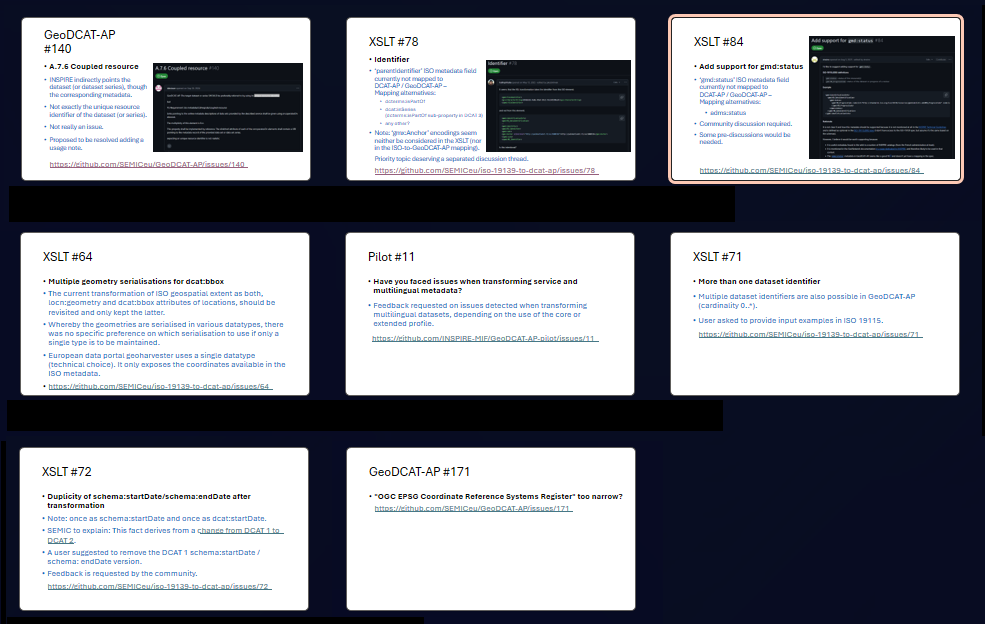 GeoDCAT-AP
#140
• A.7.6 Coupled resource
• INSPIRE indirectly points the
dataset (or dataset series), though
the corresponding metadata.
• Not exactly the unique resource
identifier of the dataset (or series).
• Not really an issue.
• Proposed to be resolved adding a
usage note.
https://github.com/SEMICeu/GeoDCAT-AP/issues/140
A.7.6 Coupled resource
XSLT #78
• Identifier
• "parentIdentifier" ISO metadata field
currently not mapped to
DCAT-AP / GeoDCAT-AP –
Mapping alternatives:
• dcterms:isPartOf
• dcat:inSeries
(dcterms:isPartOf sub-property in DCAT 3)
• any other?
• Note: 'gmx:Anchor' encodings seem
neither be considered in the XSLT (nor
in the ISO-to-GeoDCAT-AP mapping).
Priority topic deserving a separated discussion thread.
https://github.com/SEMICeu/iso-19139-to-dcat-ap/issues/78
Identifier #78
XSLT #84
• Add support for gmd:status
• 'gmd:status' ISO metadata field
currently not mapped to
DCAT-AP / GeoDCAT-AP –
Mapping alternatives:
• adms:status
• Community discussion required.
• Some pre-discussions would be
needed.
https://github.com/SEMICeu/iso-19139-to-dcat-ap/issues/84
Add support for gmd:status #84
XSLT #64
• Multiple geometry serialisations for dcat:bbox
• The current transformation of ISO geospatial extent as both,
locn:geometry and dcat:bbox attributes of locations, should be
revisited and only kept the latter.
• Whereby the geometries are serialised in various datatypes, there
was no specific preference on which serialisation to use if only a
single type is to be maintained.
• European data portal geoharvester uses a single datatype
(technical choice). It only exposes the coordinates available in the
ISO metadata.
• https://github.com/SEMICeu/iso-19139-to-dcat-ap/issues/64
Pilot #11
• Have you faced issues when transforming service and
multilingual metadata?
• Feedback requested on issues detected when transforming
multilingual datasets, depending on the use of the core or
extended profile.
https://github.com/INSPIRE-MIF/GeoDCAT-AP-pilot/issues/11
XSLT #71
• More than one dataset identifier
• Multiple dataset identifiers are also possible in GeoDCAT-AP
(cardinality 0..*).
• User asked to provide input examples in ISO 19115.
https://github.com/SEMICeu/iso-19139-to-dcat-ap/issues/71
XSLT #72
• Duplicity of schema:startDate/schema:endDate after
transformation
• Note: once as schema:startDate and once as dcat:startDate.
• SEMIC to explain: This fact derives from a change from DCAT 1 to
DCAT 2.
• A user suggested to remove the DCAT 1 schema:startDate /
schema: endDate version.
• Feedback is requested by the community.
https://github.com/SEMICeu/iso-19139-to-dcat-ap/issues/72
GeoDCAT-AP #171
• "OGC EPSG Coordinate Reference Systems Register" too narrow?
https://github.com/SEMICeu/GeoDCAT-AP/issues/171